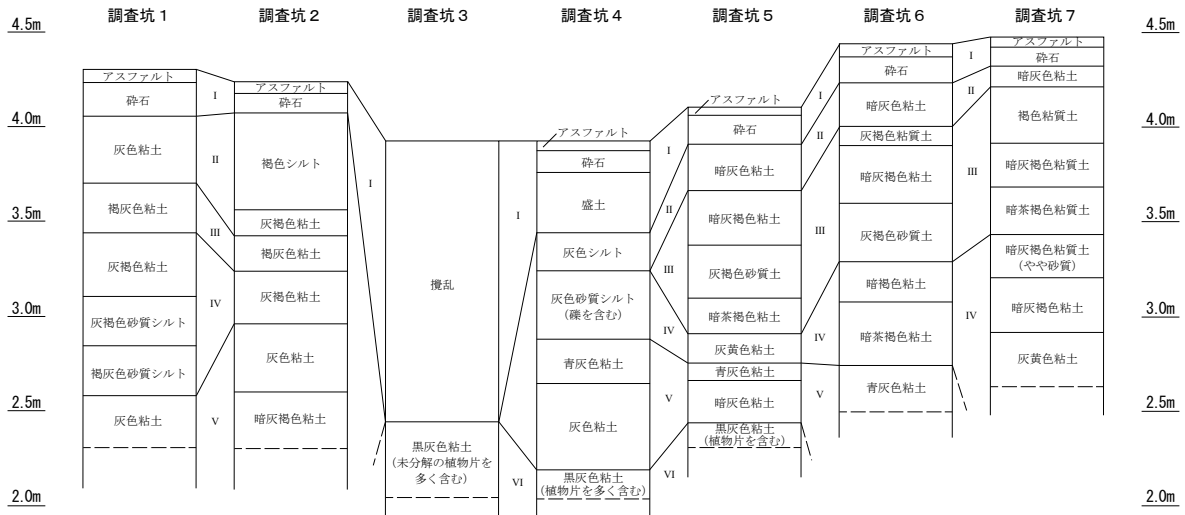 調査坑１
調査坑２
調査坑３
調査坑４
調査坑５
調査坑６
調査坑７
4.5m
4.0m
3.5m
3.0m
2.5m
2.0m
アスファルト
砕石
灰色粘土
褐灰色粘土
灰褐色粘土
灰褐色砂質シルト
褐灰色砂質シルト
灰色粘土
I
II
III
IV
V
アスファルト
砕石
褐色シルト
灰褐色粘土
褐灰色粘土
灰褐色粘土
灰色粘土
暗灰褐色粘土
I
攪乱
黒灰色粘土
(未分解の植物片を
多く含む)
I
VI
アスファルト
砕石
盛土
灰色シルト
灰色砂質シルト
(礫を含む)
青灰色粘土
灰色粘土
黒灰色粘土
(植物片を多く含む)
I
II
III
IV
V
VI
アスファルト
砕石
暗灰色粘土
暗灰褐色粘土
灰褐色砂質土
暗茶褐色粘土
灰黄色粘土
青灰色粘土
暗灰色粘土
黒灰色粘土
(植物片を含む)
I
II
III
IV
V
アスファルト
砕石
暗灰色粘土
灰褐色粘質土
暗灰褐色粘土
灰褐色砂質土
暗褐色粘土
暗茶褐色粘土
青灰色粘土
I
II
III
IV
アスファルト
砕石
暗灰色粘土
褐色粘質土
暗灰褐色粘質土
暗茶褐色粘質土
暗灰褐色粘質土
(やや砂質)
暗灰褐色粘土
灰黄色粘土
4.5m
4.0m
3.5m
3.0m
2.5m
2.0m